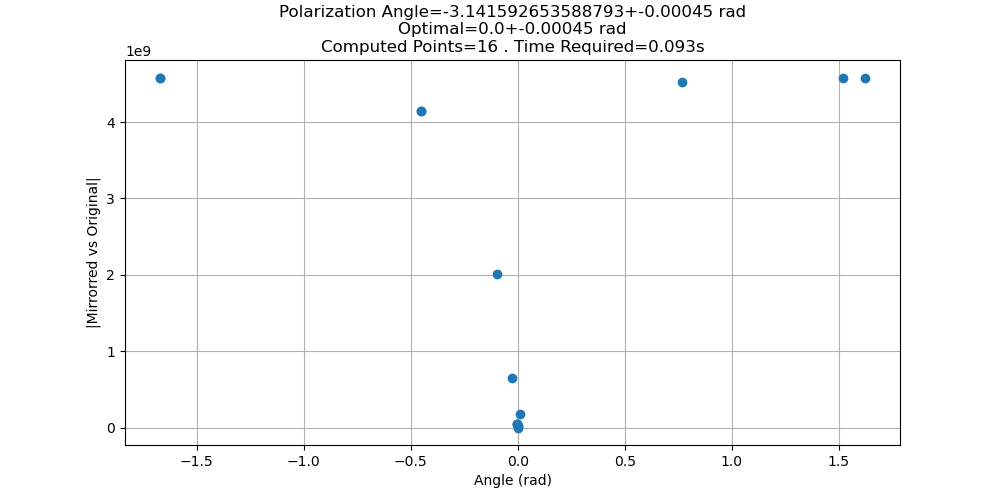 Polarization Angle=-3.141592653588793+-0.00045 rad
Optimal=0.0+-0.00045 rad
Computed Points=16 . Time Required=0.093s
1e9
4
3
2
1
0
|Mirrorred vs Original|
−1.5
−1.0
−0.5
0.0
0.5
1.0
1.5
Angle (rad)